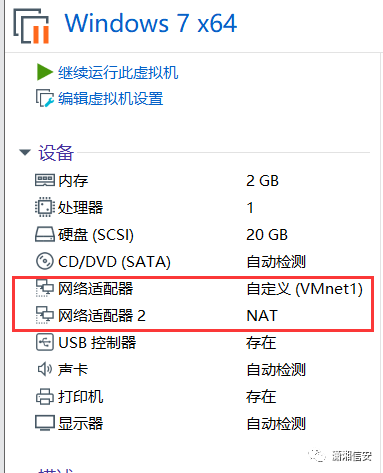 Windows 7 x64
继续运行此虚拟机
编辑虚拟机设置
设备
内存 2 GB
处理器 1
硬盘 (SCSI) 20 GB
CD/DVD (SATA) 自动检测
网络适配器 自定义 (VMnet1)
网络适配器 2 NAT
USB 控制器 存在
声卡 自动检测
打印机 存在
显示器 自动检测
潇湘信安